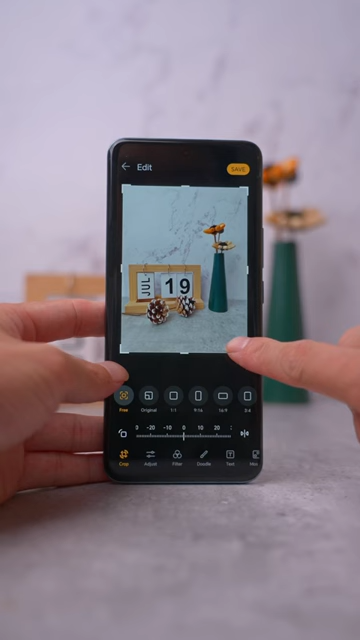 Edit
SAVE
JUL 19
Free Original 1:1 9:16 16:9 3:4
-20 -10 0 10 20
Crop Adjust Filter Doodle Text